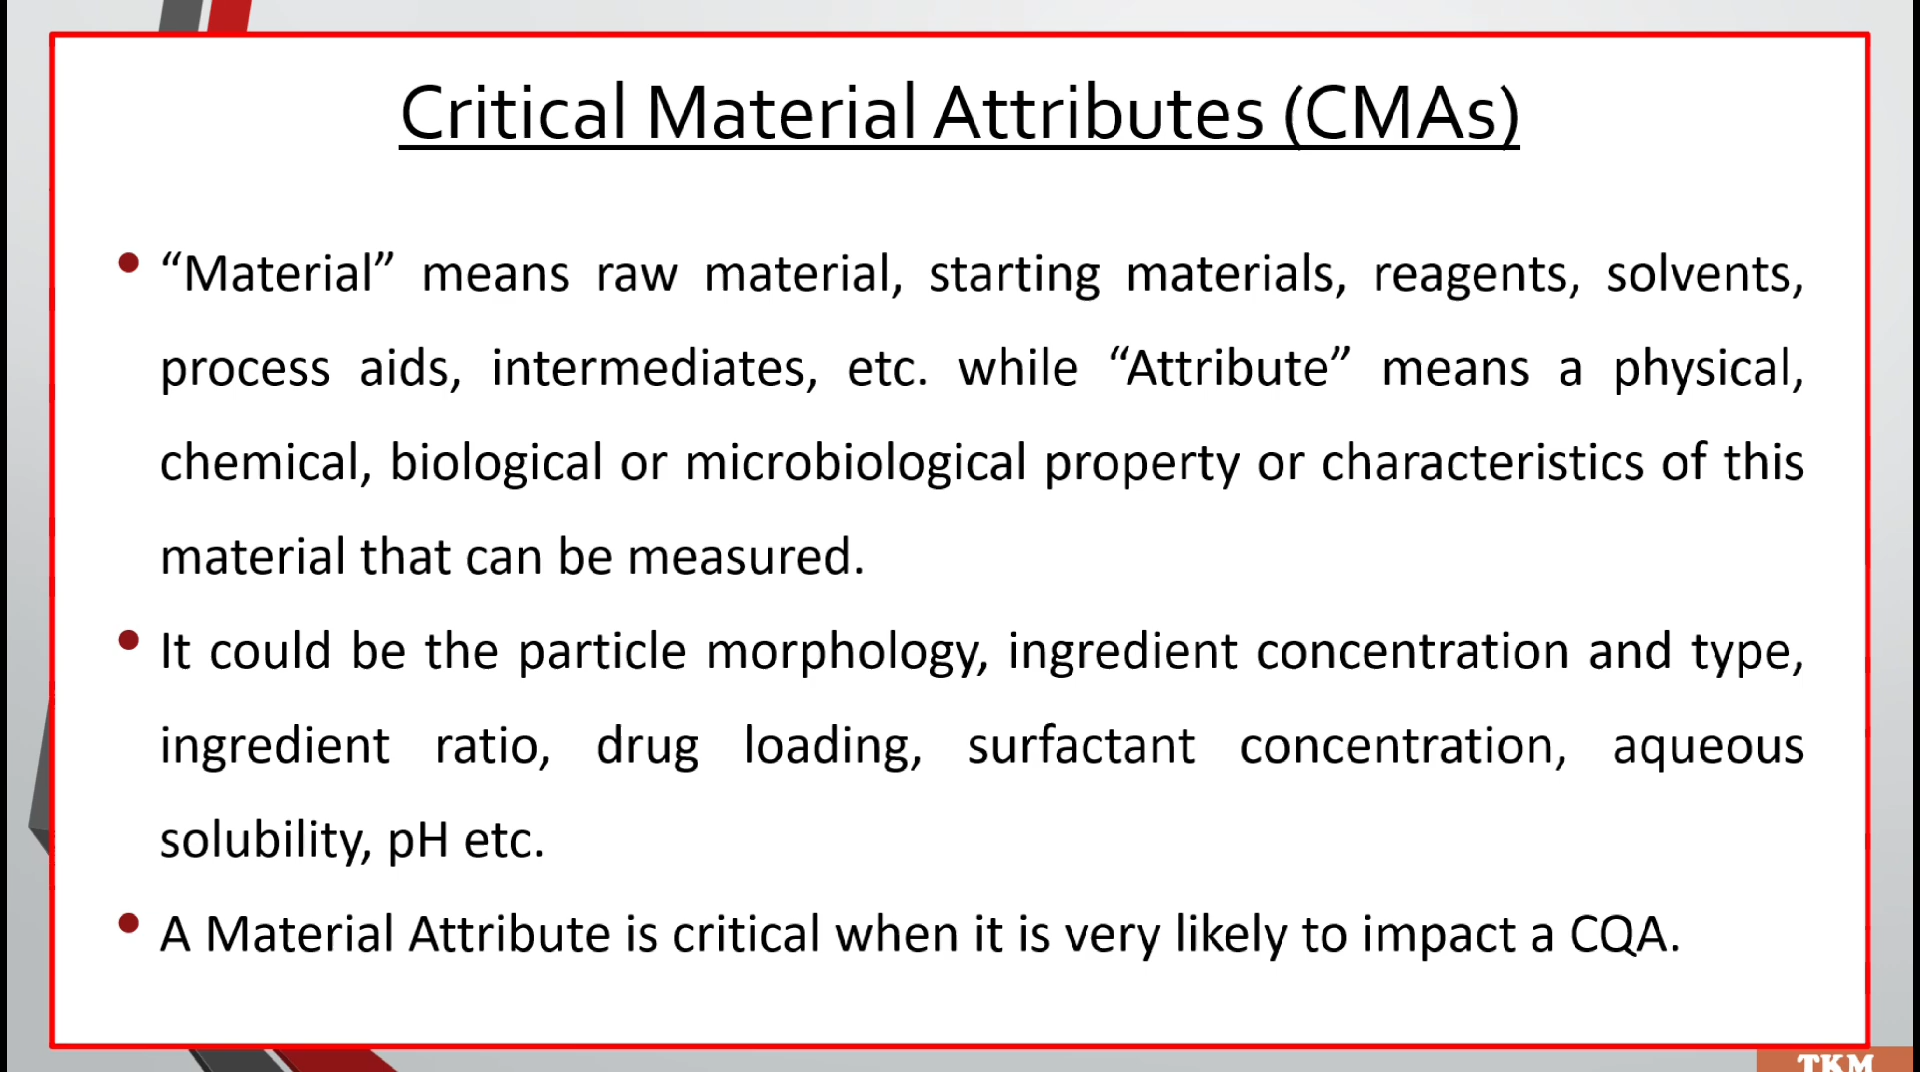 Critical Material Attributes (CMAs)
• “Material” means raw material, starting materials, reagents, solvents,
process aids, intermediates, etc. while “Attribute” means a physical,
chemical, biological or microbiological property or characteristics of this
material that can be measured.
• It could be the particle morphology, ingredient concentration and type,
ingredient ratio, drug loading, surfactant concentration, aqueous
solubility, pH etc.
• A Material Attribute is critical when it is very likely to impact a CQA.
TKM